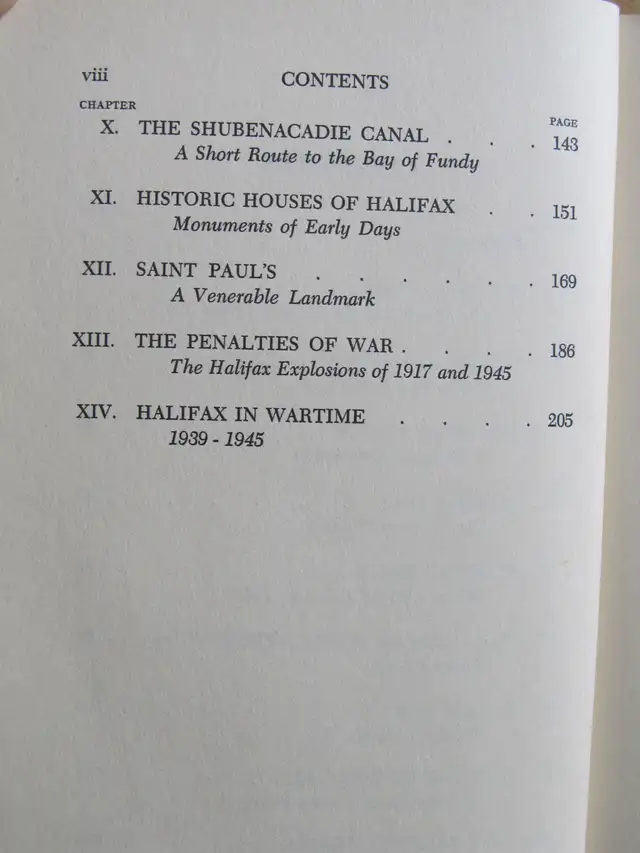 viii CONTENTS
CHAPTER PAGE
X. THE SHUBENACADIE CANAL . . . 143
A Short Route to the Bay of Fundy
XI. HISTORIC HOUSES OF HALIFAX . . 151
Monuments of Early Days
XII. SAINT PAUL'S . . . . . . 169
A Venerable Landmark
XIII. THE PENALTIES OF WAR . . . . 186
The Halifax Explosions of 1917 and 1945
XIV. HALIFAX IN WARTIME . . . . 205
1939 - 1945